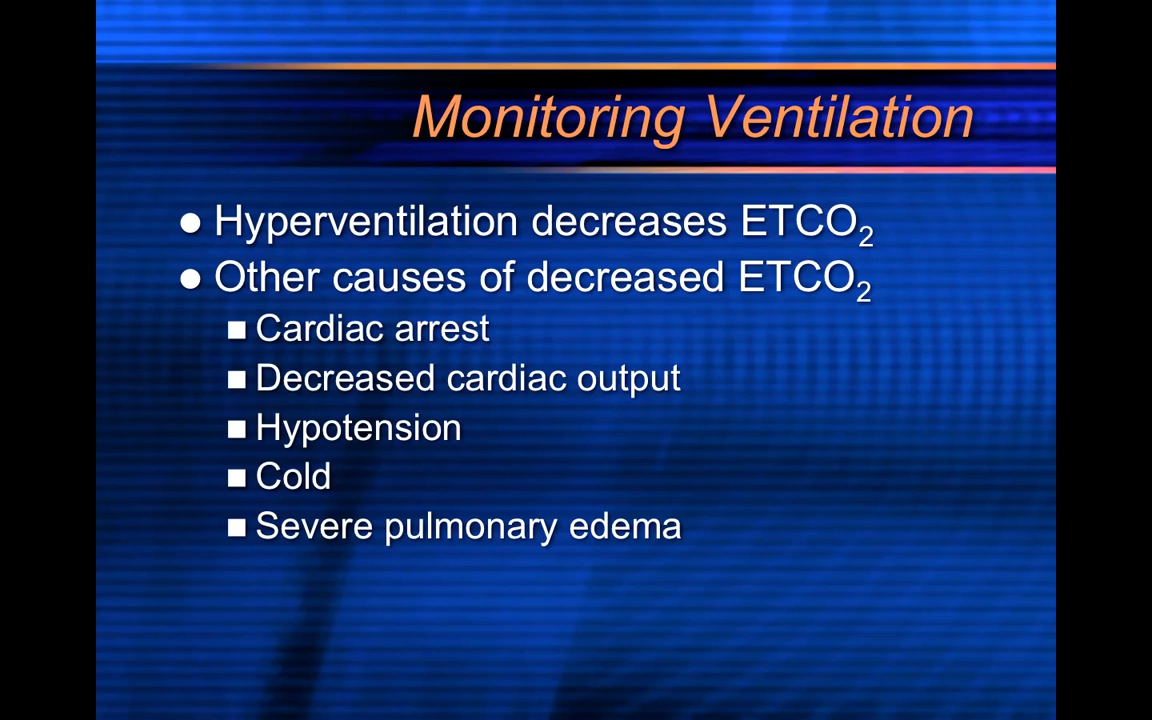 Monitoring Ventilation
● Hyperventilation decreases ETCO₂
● Other causes of decreased ETCO₂
■ Cardiac arrest
■ Decreased cardiac output
■ Hypotension
■ Cold
■ Severe pulmonary edema